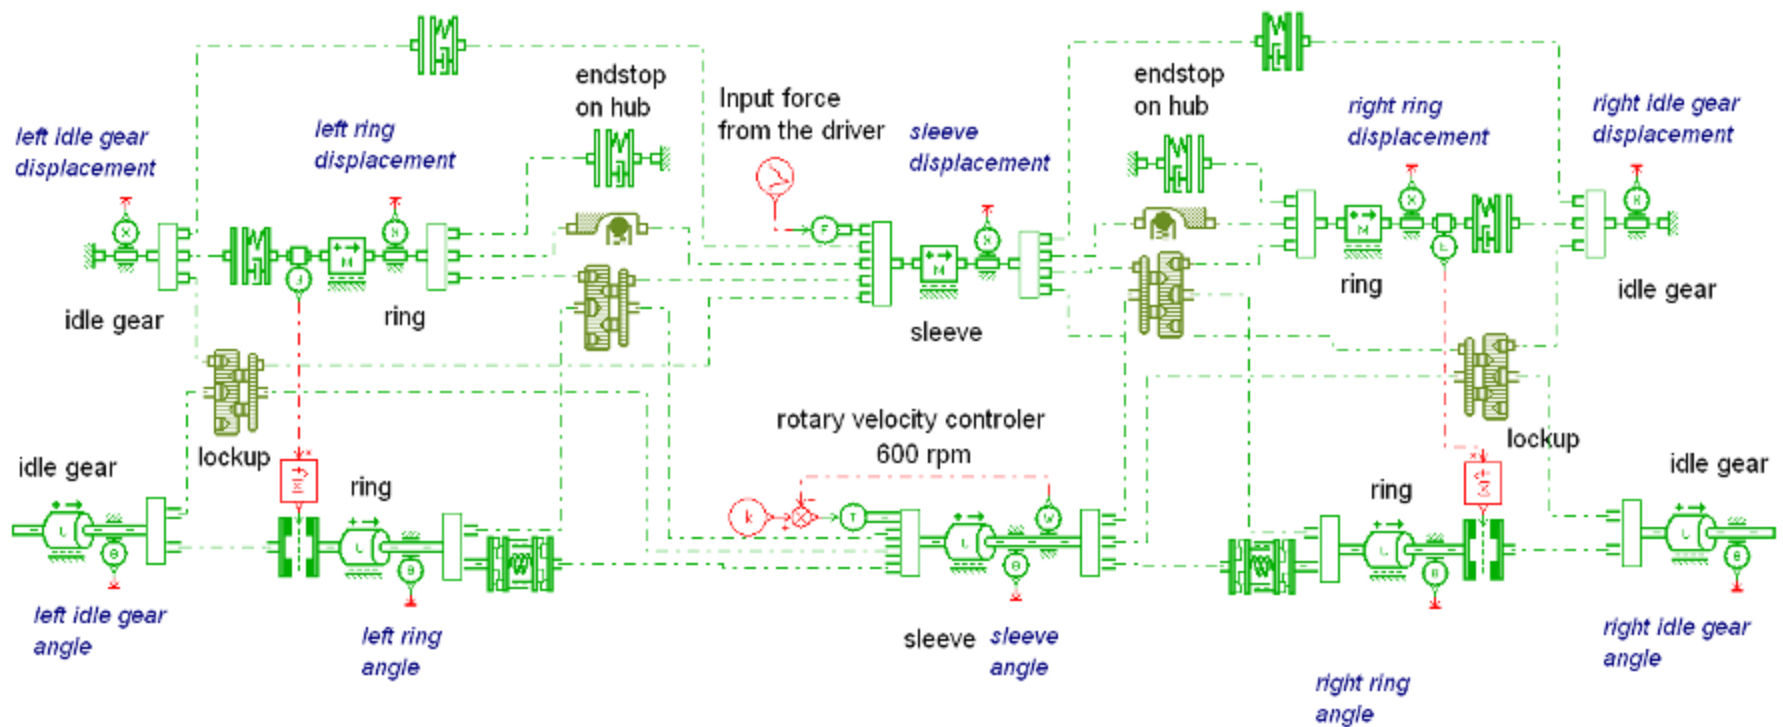 endstop
on hub
Input force
from the driver
endstop
on hub
left idle gear
displacement
left ring
displacement
sleeve
displacement
right ring
displacement
right idle gear
displacement
idle gear
ring
sleeve
ring
idle gear
lockup
lockup
rotary velocity controler
600 rpm
idle gear
ring
ring
idle gear
left idle gear
angle
left ring
angle
sleeve
sleeve
angle
right ring
angle
right idle gear
angle
F
M
M
M
k
T
W